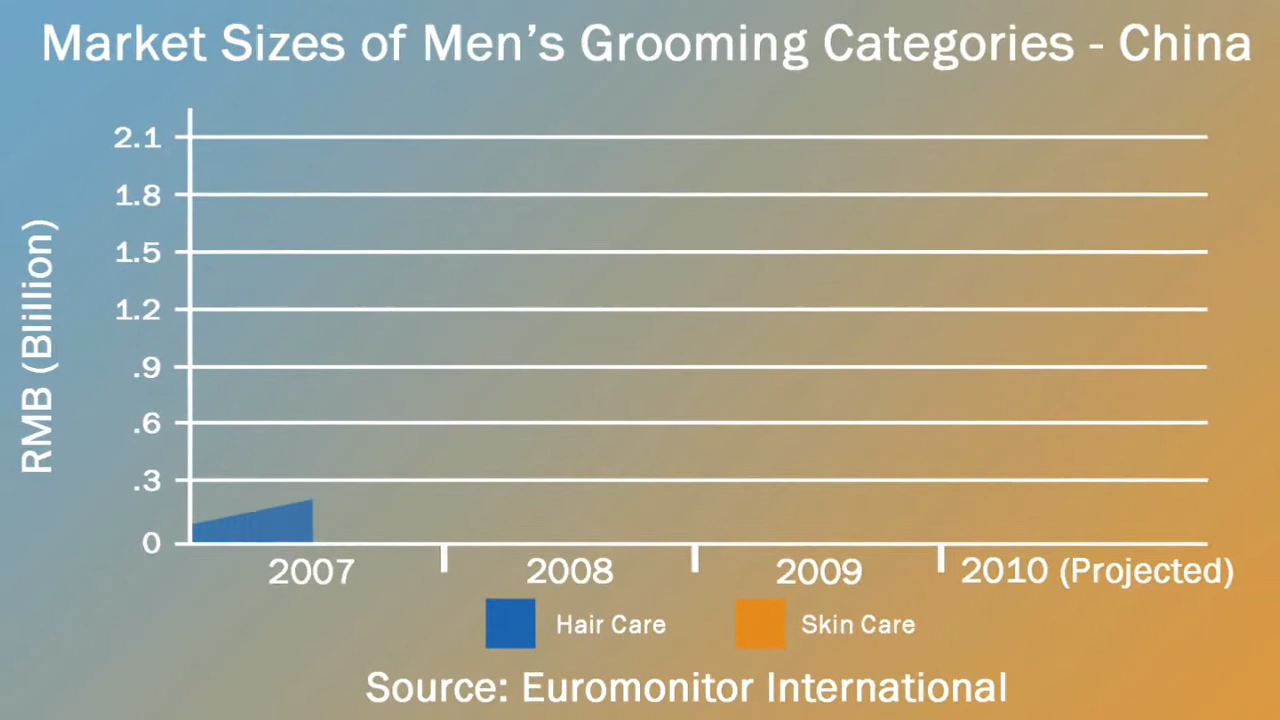 Market Sizes of Men’s Grooming Categories - China
RMB (Blillion)
2.1
1.8
1.5
1.2
.9
.6
.3
0
2007 2008 2009 2010 (Projected)
Hair Care Skin Care
Source: Euromonitor International